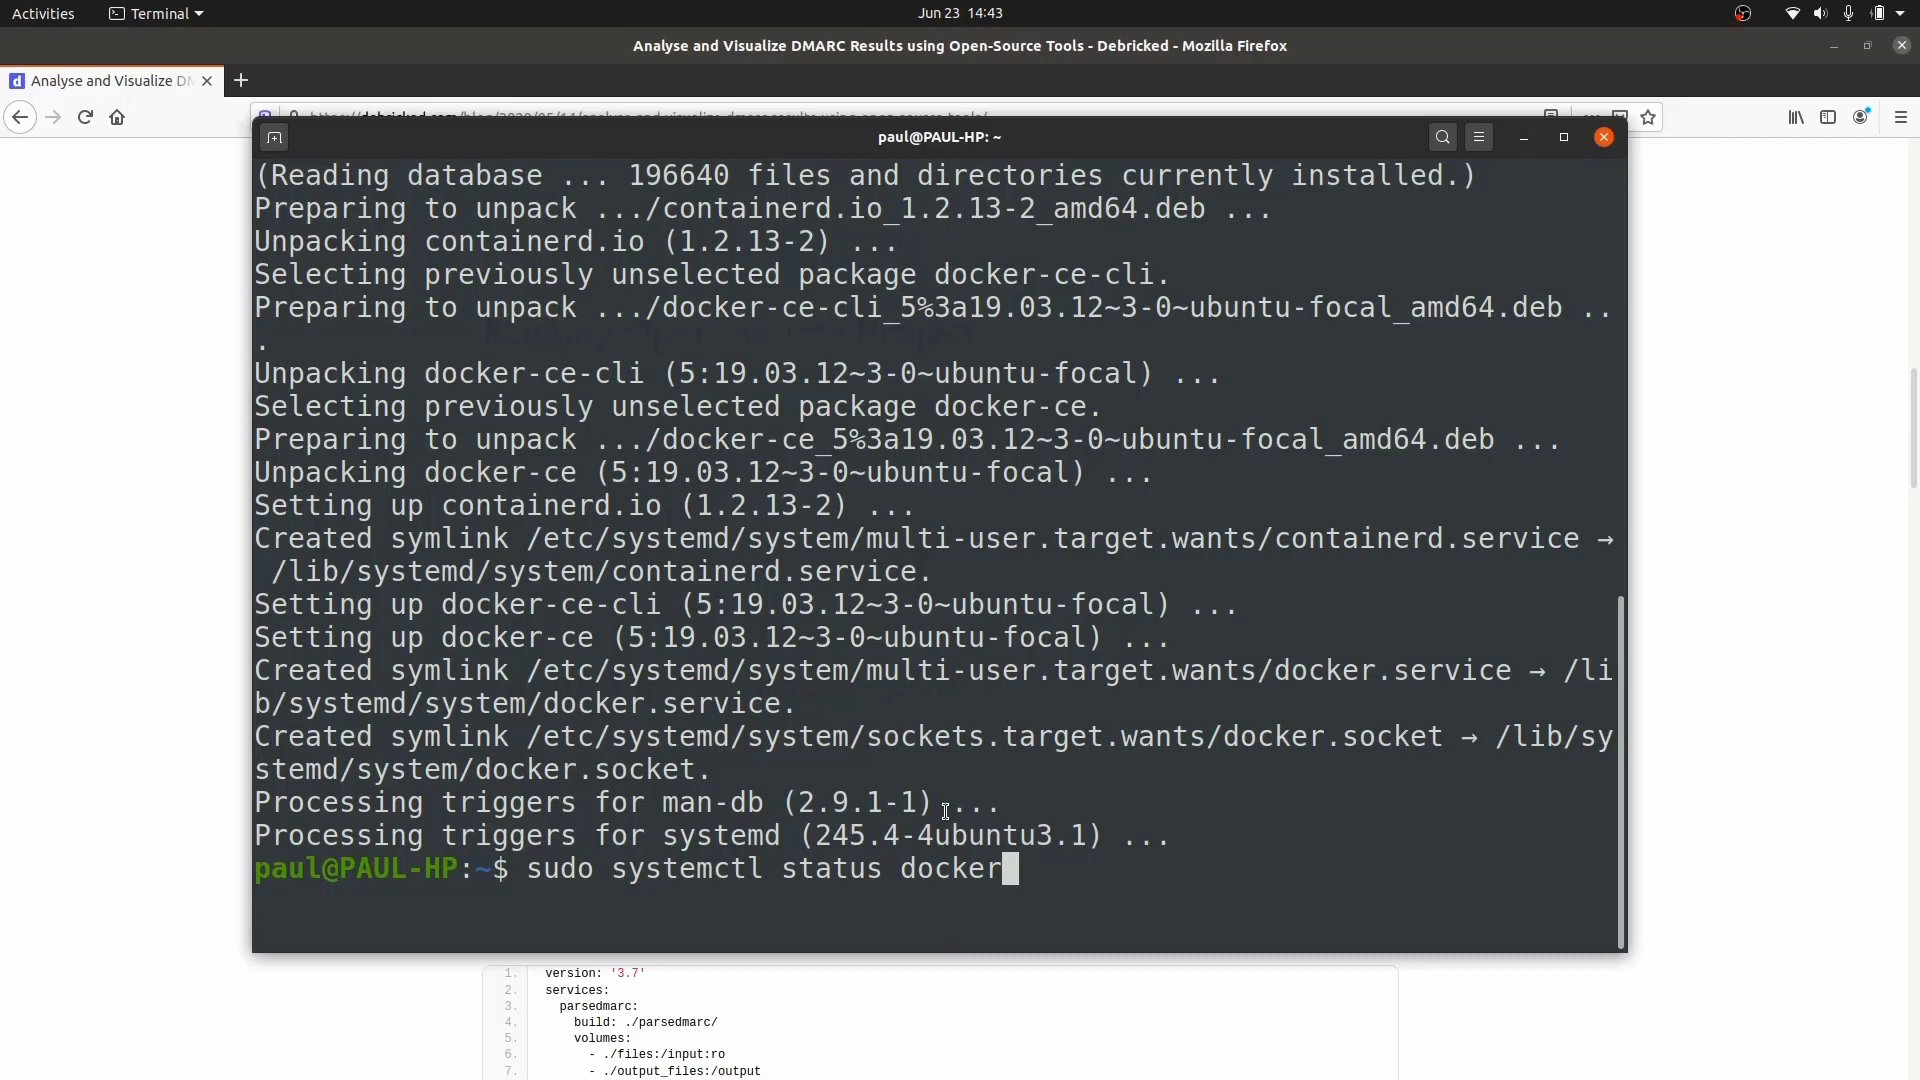 Activities
Terminal
Jun 23 14:43
Analyse and Visualize DMARC Results using Open-Source Tools - Debricked - Mozilla Firefox
d Analyse and Visualize DM
paul@PAUL-HP: ~
(Reading database ... 196640 files and directories currently installed.)
Preparing to unpack .../containerd.io_1.2.13-2_amd64.deb ...
Unpacking containerd.io (1.2.13-2) ...
Selecting previously unselected package docker-ce-cli.
Preparing to unpack .../docker-ce-cli_5%3a19.03.12~3-0~ubuntu-focal_amd64.deb ..
.
Unpacking docker-ce-cli (5:19.03.12~3-0~ubuntu-focal) ...
Selecting previously unselected package docker-ce.
Preparing to unpack .../docker-ce_5%3a19.03.12~3-0~ubuntu-focal_amd64.deb ...
Unpacking docker-ce (5:19.03.12~3-0~ubuntu-focal) ...
Setting up containerd.io (1.2.13-2) ...
Created symlink /etc/systemd/system/multi-user.target.wants/containerd.service →
/lib/systemd/system/containerd.service.
Setting up docker-ce-cli (5:19.03.12~3-0~ubuntu-focal) ...
Setting up docker-ce (5:19.03.12~3-0~ubuntu-focal) ...
Created symlink /etc/systemd/system/multi-user.target.wants/docker.service → /li
b/systemd/system/docker.service.
Created symlink /etc/systemd/system/sockets.target.wants/docker.socket → /lib/sy
stemd/system/docker.socket.
Processing triggers for man-db (2.9.1-1) ...
Processing triggers for systemd (245.4-4ubuntu3.1) ...
paul@PAUL-HP:~$ sudo systemctl status docker
1. version: '3.7'
2. services:
3. parsedmarc:
4. build: ./parsedmarc/
5. volumes:
6. - ./files:/input:ro
7. - ./output_files:/output